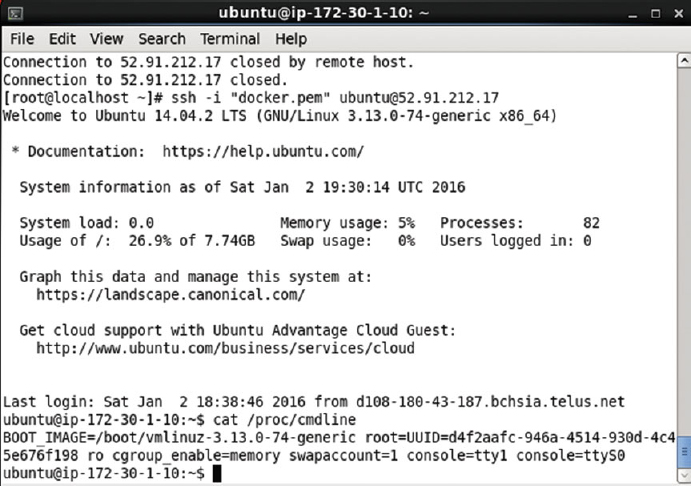 ubuntu@ip-172-30-1-10: ~
File Edit View Search Terminal Help
Connection to 52.91.212.17 closed by remote host.
Connection to 52.91.212.17 closed.
[root@localhost ~]# ssh -i "docker.pem" ubuntu@52.91.212.17
Welcome to Ubuntu 14.04.2 LTS (GNU/Linux 3.13.0-74-generic x86_64)
* Documentation:  https://help.ubuntu.com/
System information as of Sat Jan  2 19:30:14 UTC 2016
System load: 0.0 Memory usage: 5% Processes: 82
Usage of /: 26.9% of 7.74GB Swap usage: 0% Users logged in: 0
Graph this data and manage this system at:
https://landscape.canonical.com/
Get cloud support with Ubuntu Advantage Cloud Guest:
http://www.ubuntu.com/business/services/cloud
Last login: Sat Jan  2 18:38:46 2016 from d108-180-43-187.bchsia.telus.net
ubuntu@ip-172-30-1-10:~$ cat /proc/cmdline
BOOT_IMAGE=/boot/vmlinuz-3.13.0-74-generic root=UUID=d4f2aafc-946a-4514-930d-4c4
5e676f198 ro cgroup_enable=memory swapaccount=1 console=tty1 console=ttyS0
ubuntu@ip-172-30-1-10:~$